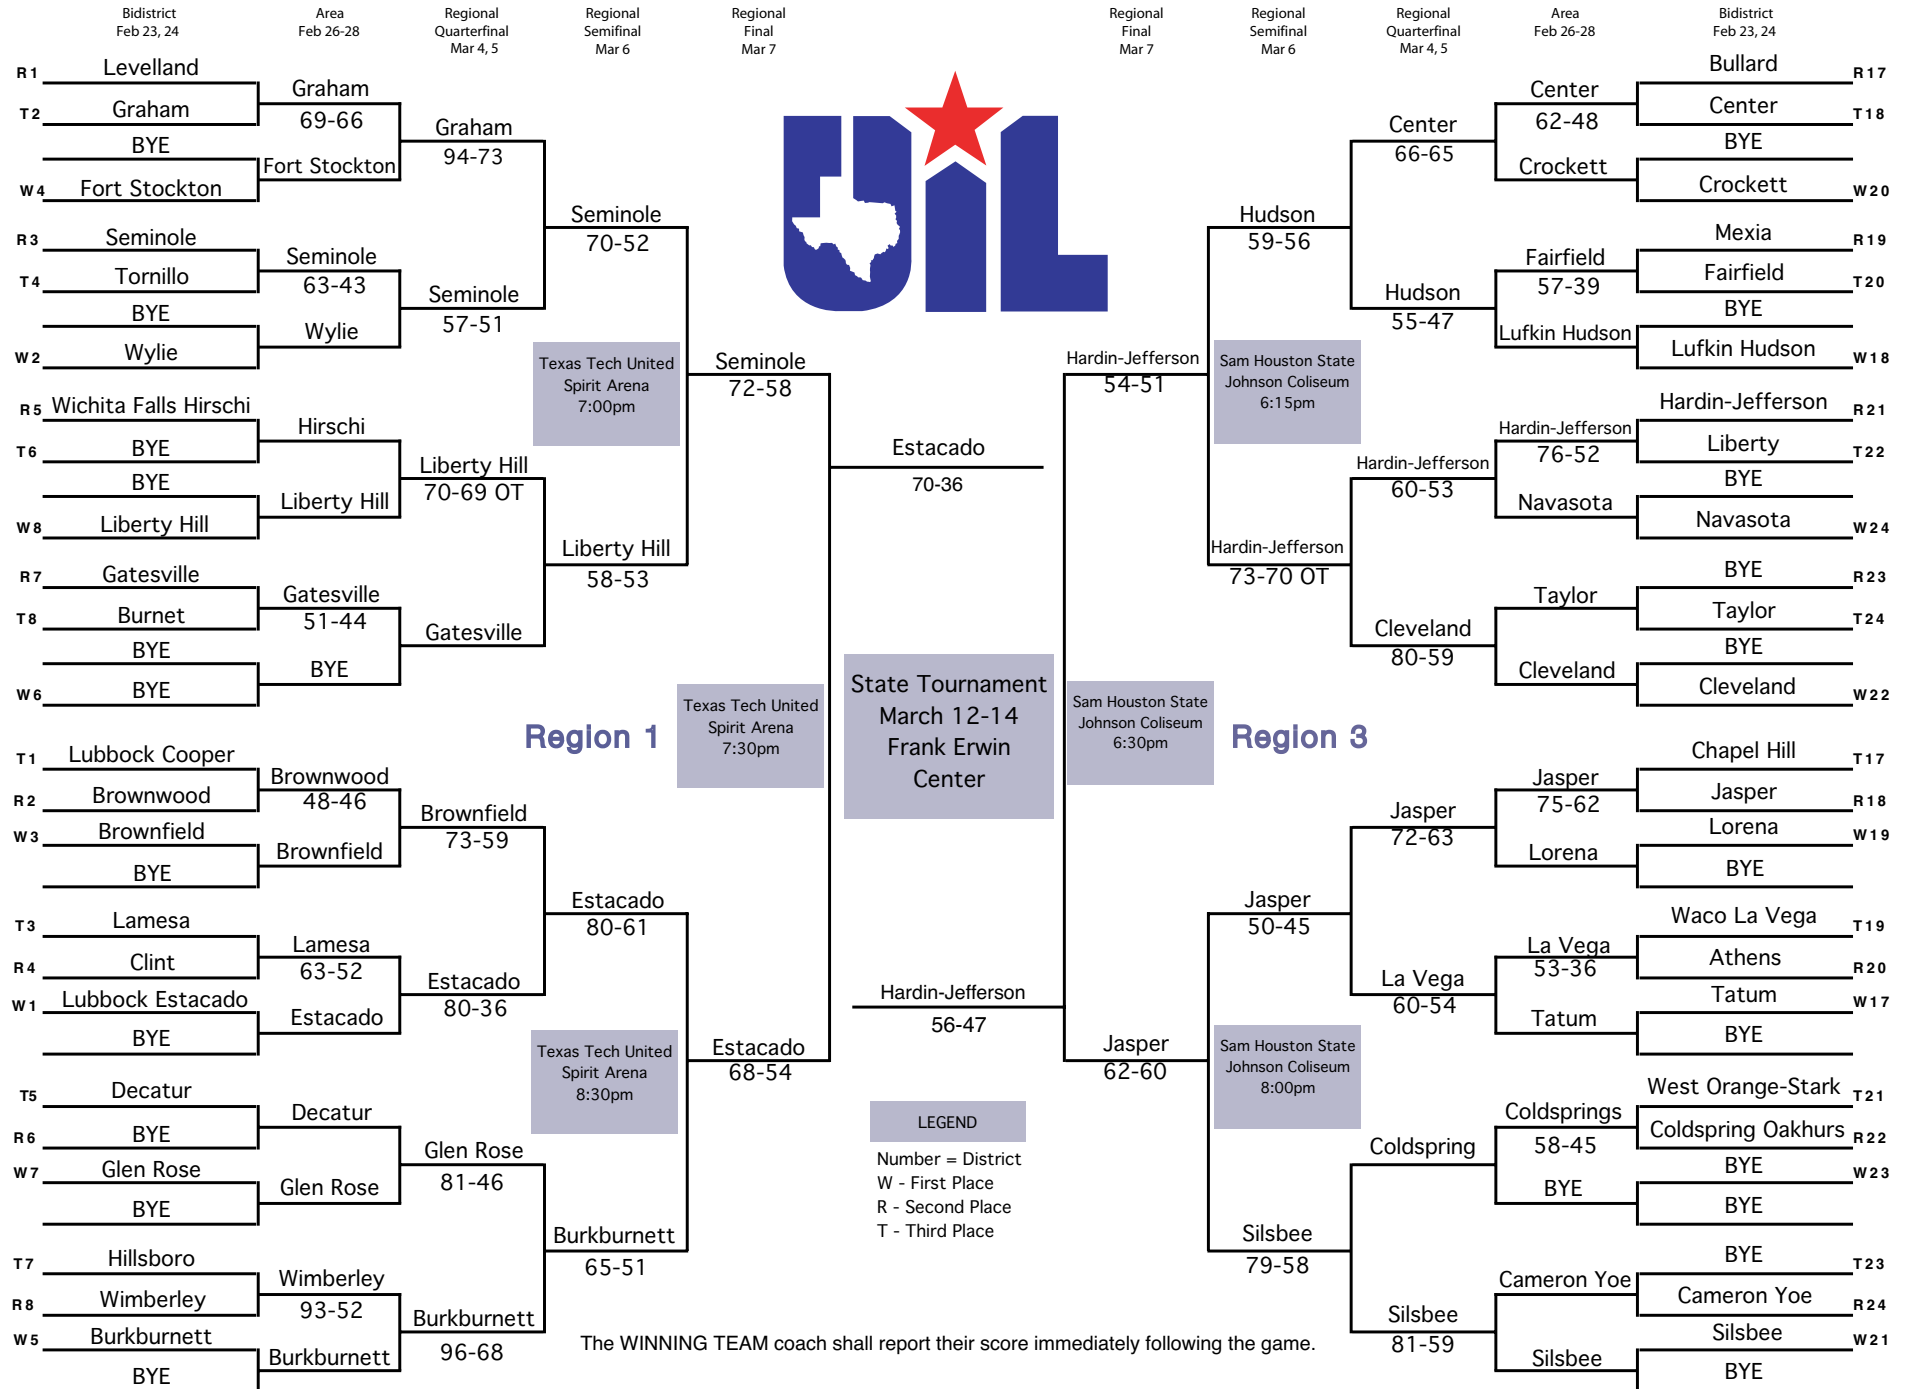 Bidistrict
Feb 23, 24
Area
Feb 26-28
Regional
Quarterfinal
Mar 4, 5
Regional
Semifinal
Mar 6
Regional
Final
Mar 7
Regional
Final
Mar 7
Regional
Semifinal
Mar 6
Regional
Quarterfinal
Mar 4, 5
Area
Feb 26-28
Bidistrict
Feb 23, 24
R1 Levelland
T2 Graham
BYE
W4 Fort Stockton
R3 Seminole
T4 Tornillo
BYE
W2 Wylie
R5 Wichita Falls Hirschi
T6 BYE
BYE
W8 Liberty Hill
R7 Gatesville
T8 Burnet
BYE
W6 BYE
T1 Lubbock Cooper
R2 Brownwood
W3 Brownfield
BYE
T3 Lamesa
R4 Clint
W1 Lubbock Estacado
BYE
T5 Decatur
R6 BYE
W7 Glen Rose
BYE
T7 Hillsboro
R8 Wimberley
W5 Burkburnett
BYE
Graham
69-66
Fort Stockton
Seminole
63-43
Wylie
Hirschi
Liberty Hill
Gatesville
51-44
BYE
Brownwood
48-46
Brownfield
Lamesa
63-52
Estacado
Decatur
Glen Rose
Wimberley
93-52
Burkburnett
Graham
94-73
Seminole
57-51
Liberty Hill
70-69 OT
Gatesville
Brownfield
73-59
Estacado
80-36
Glen Rose
81-46
Burkburnett
96-68
Seminole
70-52
Texas Tech United
Spirit Arena
7:00pm
Liberty Hill
58-53
Region 1
Estacado
80-61
Texas Tech United
Spirit Arena
8:30pm
Burkburnett
65-51
Seminole
72-58
Texas Tech United
Spirit Arena
7:30pm
Estacado
68-54
UIL
Estacado
70-36
State Tournament
March 12-14
Frank Erwin
Center
Hardin-Jefferson
56-47
LEGEND
Number = District
W - First Place
R - Second Place
T - Third Place
The WINNING TEAM coach shall report their score immediately following the game.
Hardin-Jefferson
54-51
Sam Houston State
Johnson Coliseum
6:30pm
Jasper
62-60
Hudson
59-56
Sam Houston State
Johnson Coliseum
6:15pm
Hardin-Jefferson
73-70 OT
Region 3
Jasper
50-45
Sam Houston State
Johnson Coliseum
8:00pm
Silsbee
79-58
Center
66-65
Hudson
55-47
Hardin-Jefferson
60-53
Cleveland
80-59
Jasper
72-63
La Vega
60-54
Coldspring
Silsbee
81-59
Center
62-48
Crockett
Fairfield
57-39
Lufkin Hudson
Hardin-Jefferson
76-52
Navasota
Taylor
Cleveland
Jasper
75-62
Lorena
La Vega
53-36
Tatum
Coldsprings
58-45
BYE
Cameron Yoe
Silsbee
Bullard R17
Center T18
BYE
Crockett W20
Mexia R19
Fairfield T20
BYE
Lufkin Hudson W18
Hardin-Jefferson R21
Liberty T22
BYE
Navasota W24
BYE R23
Taylor T24
BYE
Cleveland W22
Chapel Hill T17
Jasper R18
Lorena W19
BYE
Waco La Vega T19
Athens R20
Tatum W17
BYE
West Orange-Stark T21
Coldspring Oakhurs R22
BYE W23
BYE
BYE T23
Cameron Yoe R24
Silsbee W21
BYE